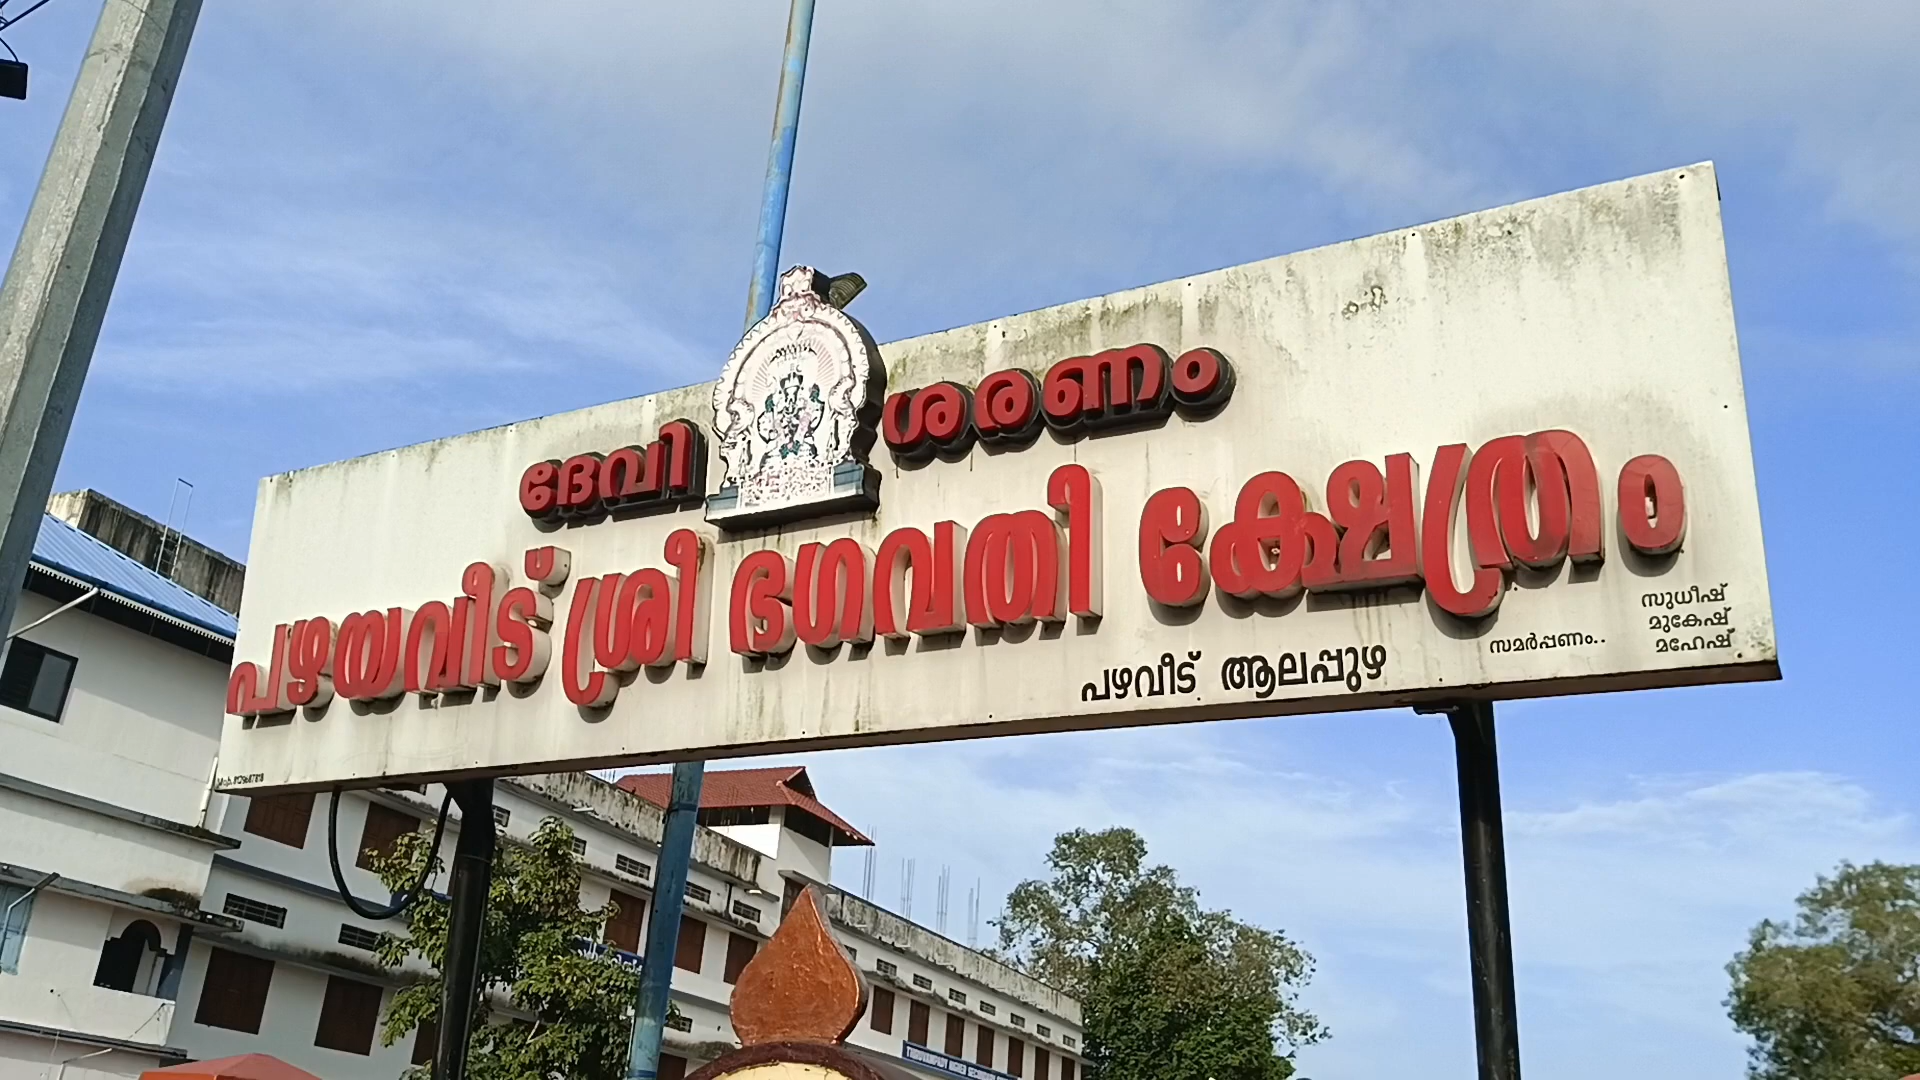 ദേവി ശരണം
പഴയവീട് ശ്രീ ഭഗവതി ക്ഷേത്രം
പഴവീട് ആലപ്പുഴ
സമർപ്പണം..
സുധീഷ്
മുകേഷ്
മഹേഷ്